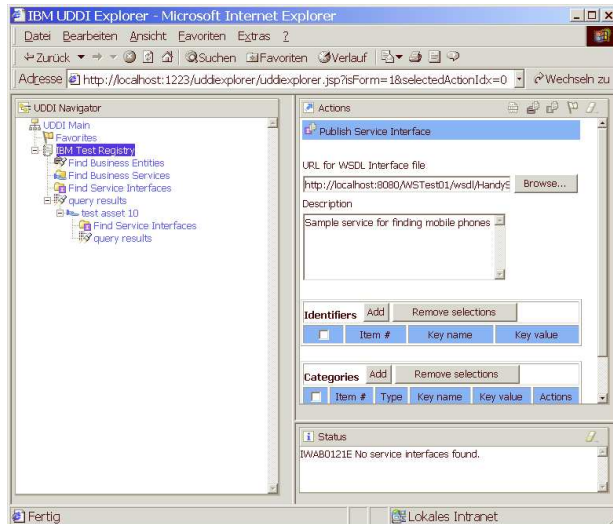 IBM UDDI Explorer - Microsoft Internet Explorer
Datei Bearbeiten Ansicht Favoriten Extras ?
Zurück Suchen Favoriten Verlauf
Adresse http://localhost:1223/uddiexplorer/uddiexplorer.jsp?isForm=1&selectedActionIdx=0 Wechseln zu
UDDI Navigator
UDDI Main
Favorites
IBM Test Registry
Find Business Entities
Find Business Services
Find Service Interfaces
query results
test asset 10
Find Service Interfaces
query results
Actions
Publish Service Interface
URL for WSDL Interface file
http://localhost:8080/WSTest01/wsdl/HandyS Browse...
Description
Sample service for finding mobile phones
Identifiers Add Remove selections
Item # Key name Key value
Categories Add Remove selections
Item # Type Key name Key value Actions
Status
IWAB0121E No service interfaces found.
Fertig Lokales Intranet